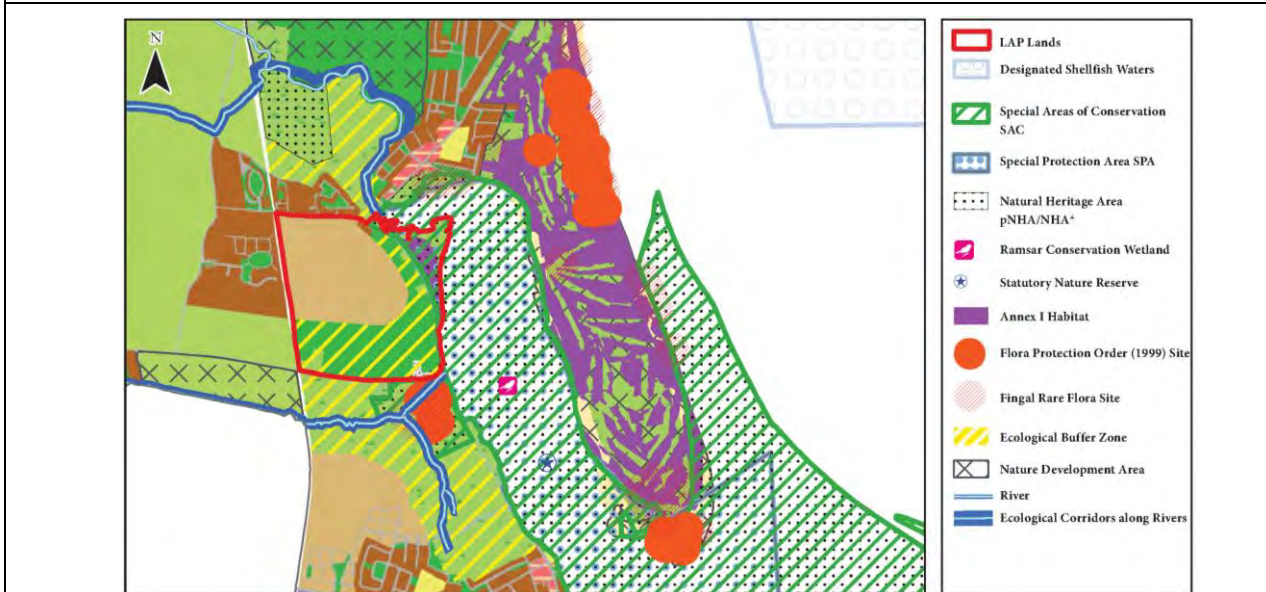 N
LAP Lands
Designated Shellfish Waters
Special Areas of Conservation
SAC
Special Protection Area SPA
Natural Heritage Area
pNHA/NHA+
Ramsar Conservation Wetland
Statutory Nature Reserve
Annex I Habitat
Flora Protection Order (1999) Site
Fingal Rare Flora Site
Ecological Buffer Zone
Nature Development Area
River
Ecological Corridors along Rivers